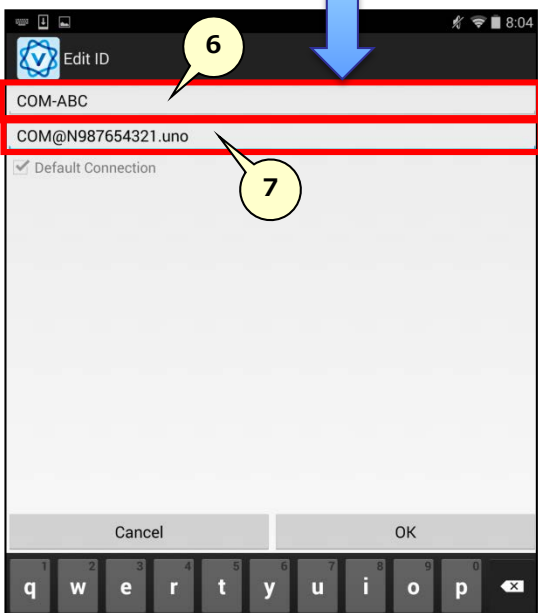 8:04
V Edit ID
6
COM-ABC
COM@N987654321.uno
Default Connection
7
Cancel OK
1 2 3 4 5 6 7 8 9 0
q w e r t y u i o p